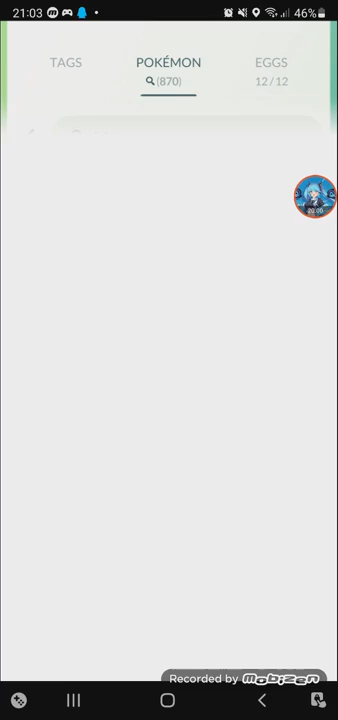 21:03 46%
TAGS POKÉMON EGGS
(870) 12 / 12
20:00
Recorded by mobizen